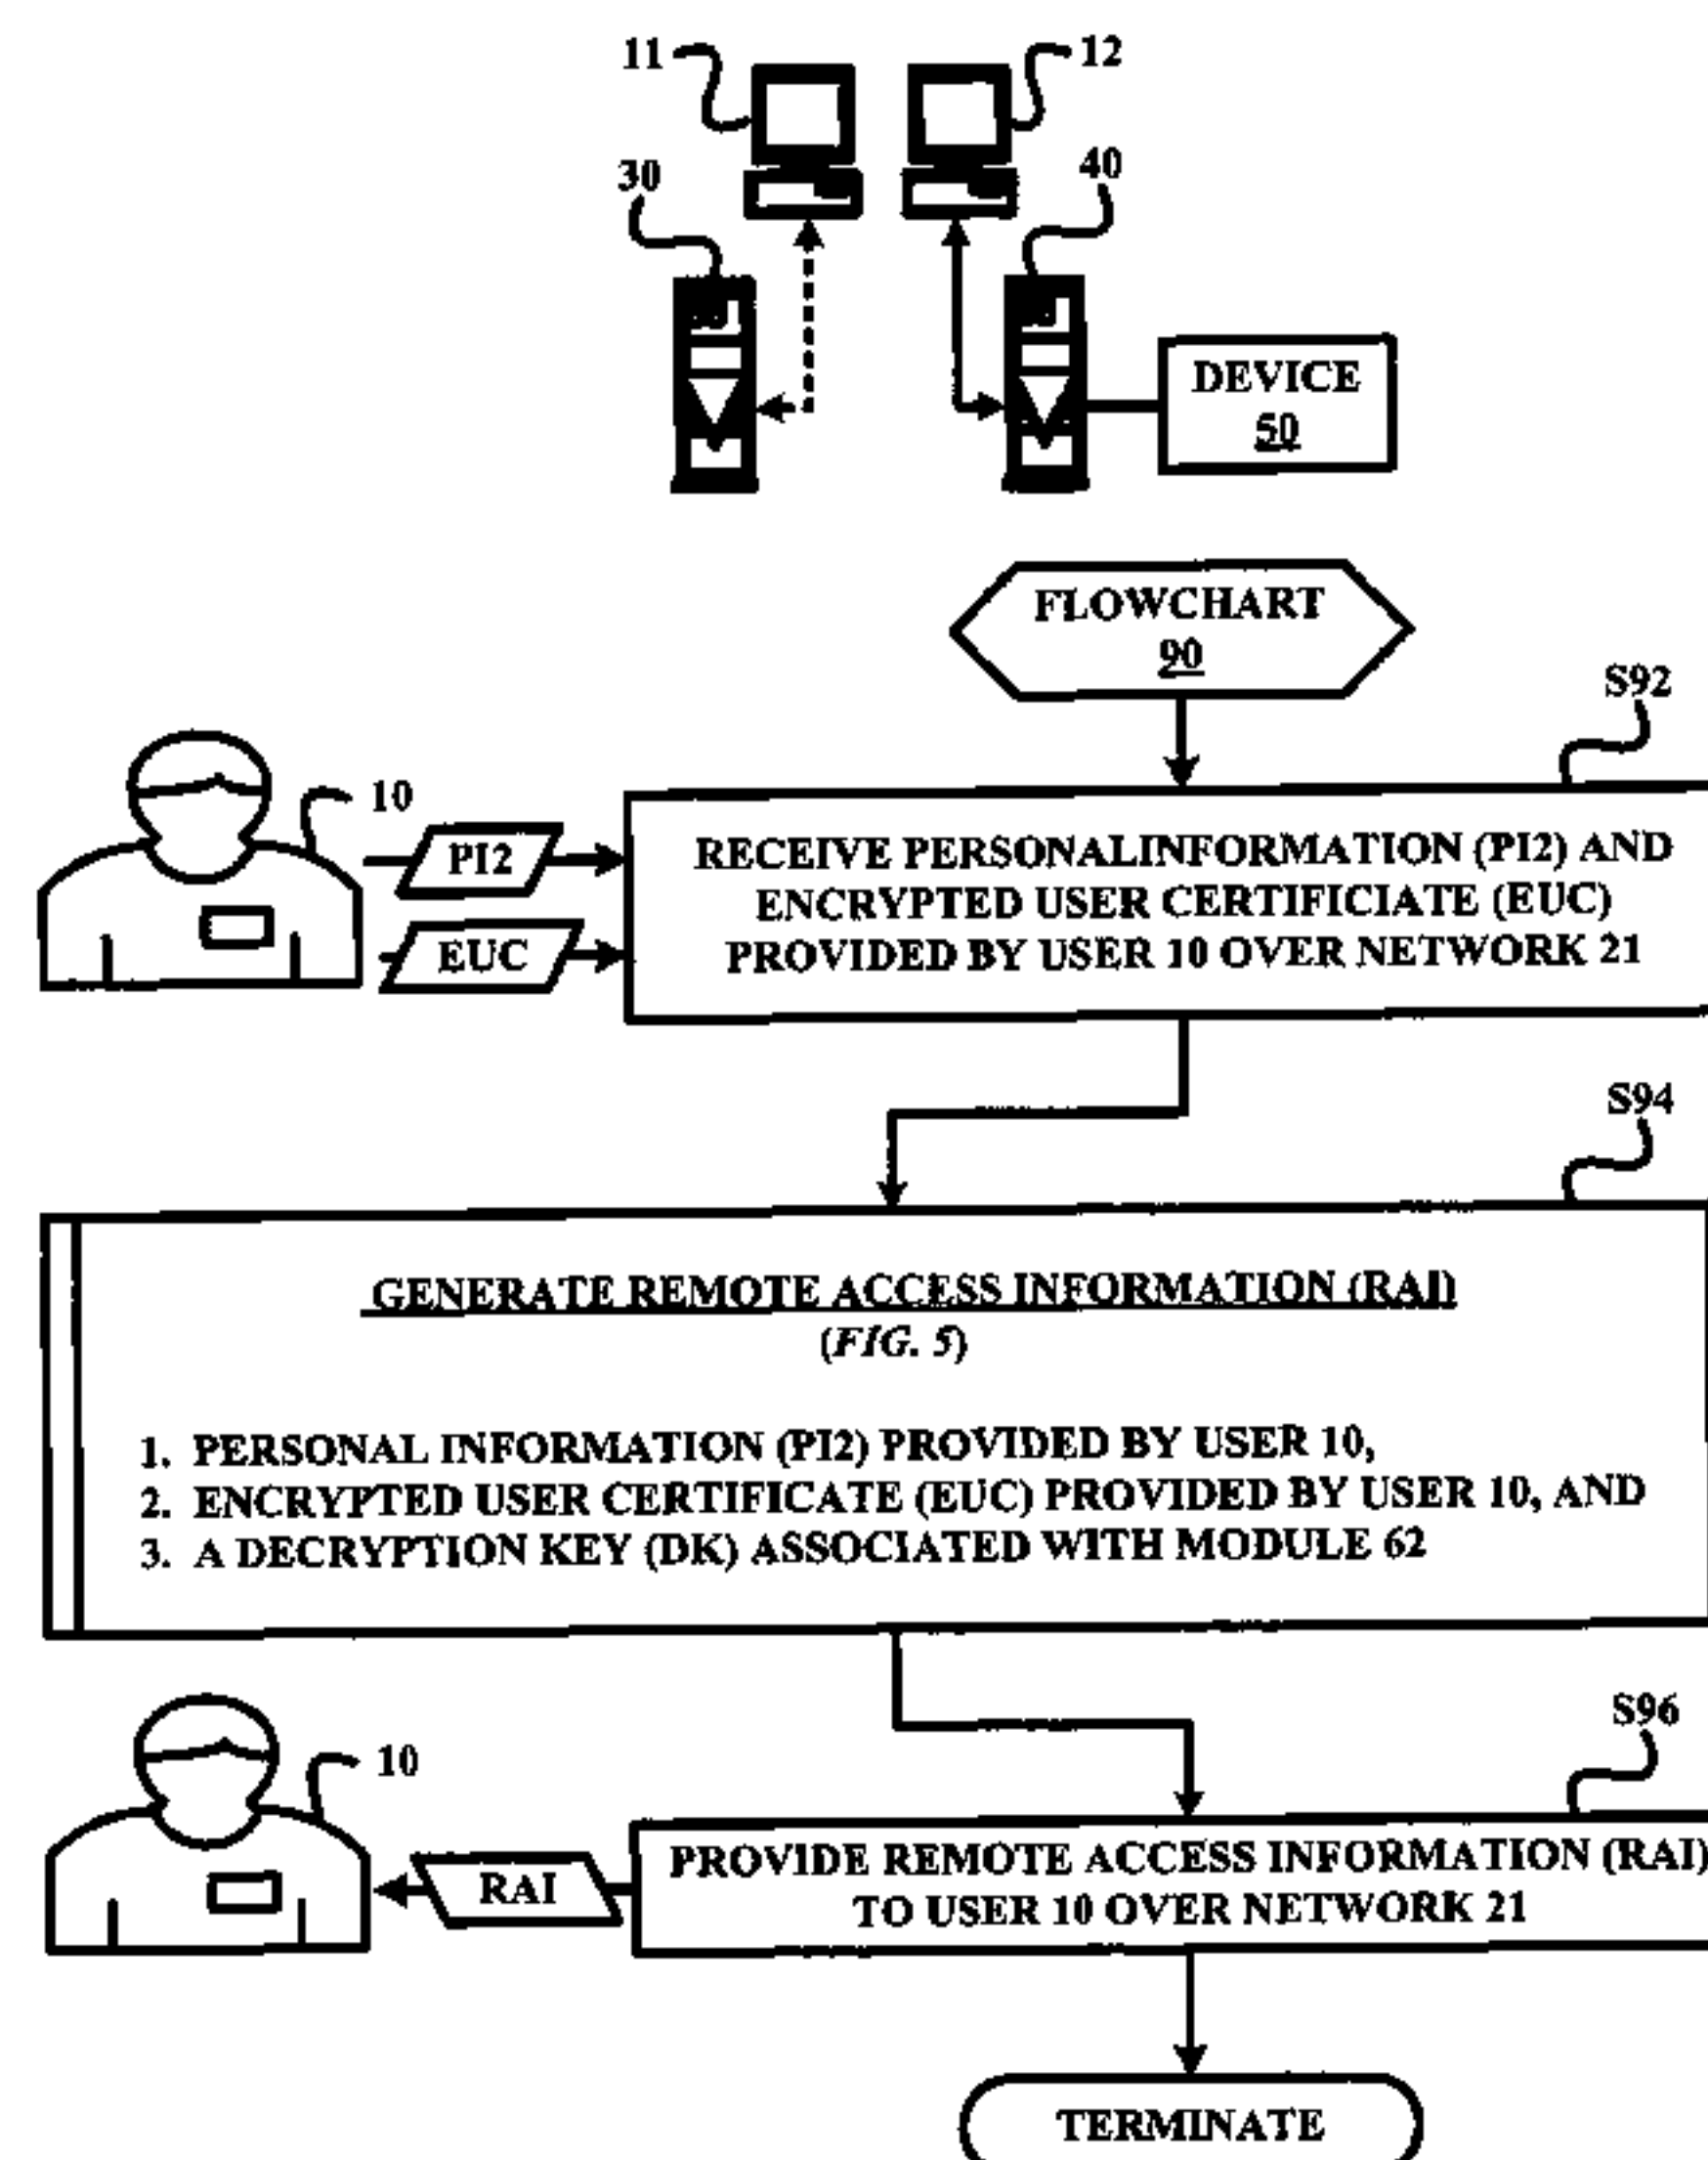 11
12
30
40
DEVICE
50
FLOWCHART
90
S92
10
PI2
EUC
RECEIVE PERSONALINFORMATION (PI2) AND
ENCRYPTED USER CERTIFICIATE (EUC)
PROVIDED BY USER 10 OVER NETWORK 21
S94
GENERATE REMOTE ACCESS INFORMATION (RAI)
(FIG. 5)
1. PERSONAL INFORMATION (PI2) PROVIDED BY USER 10,
2. ENCRYPTED USER CERTIFICATE (EUC) PROVIDED BY USER 10, AND
3. A DECRYPTION KEY (DK) ASSOCIATED WITH MODULE 62
S96
10
RAI
PROVIDE REMOTE ACCESS INFORMATION (RAI)
TO USER 10 OVER NETWORK 21
TERMINATE